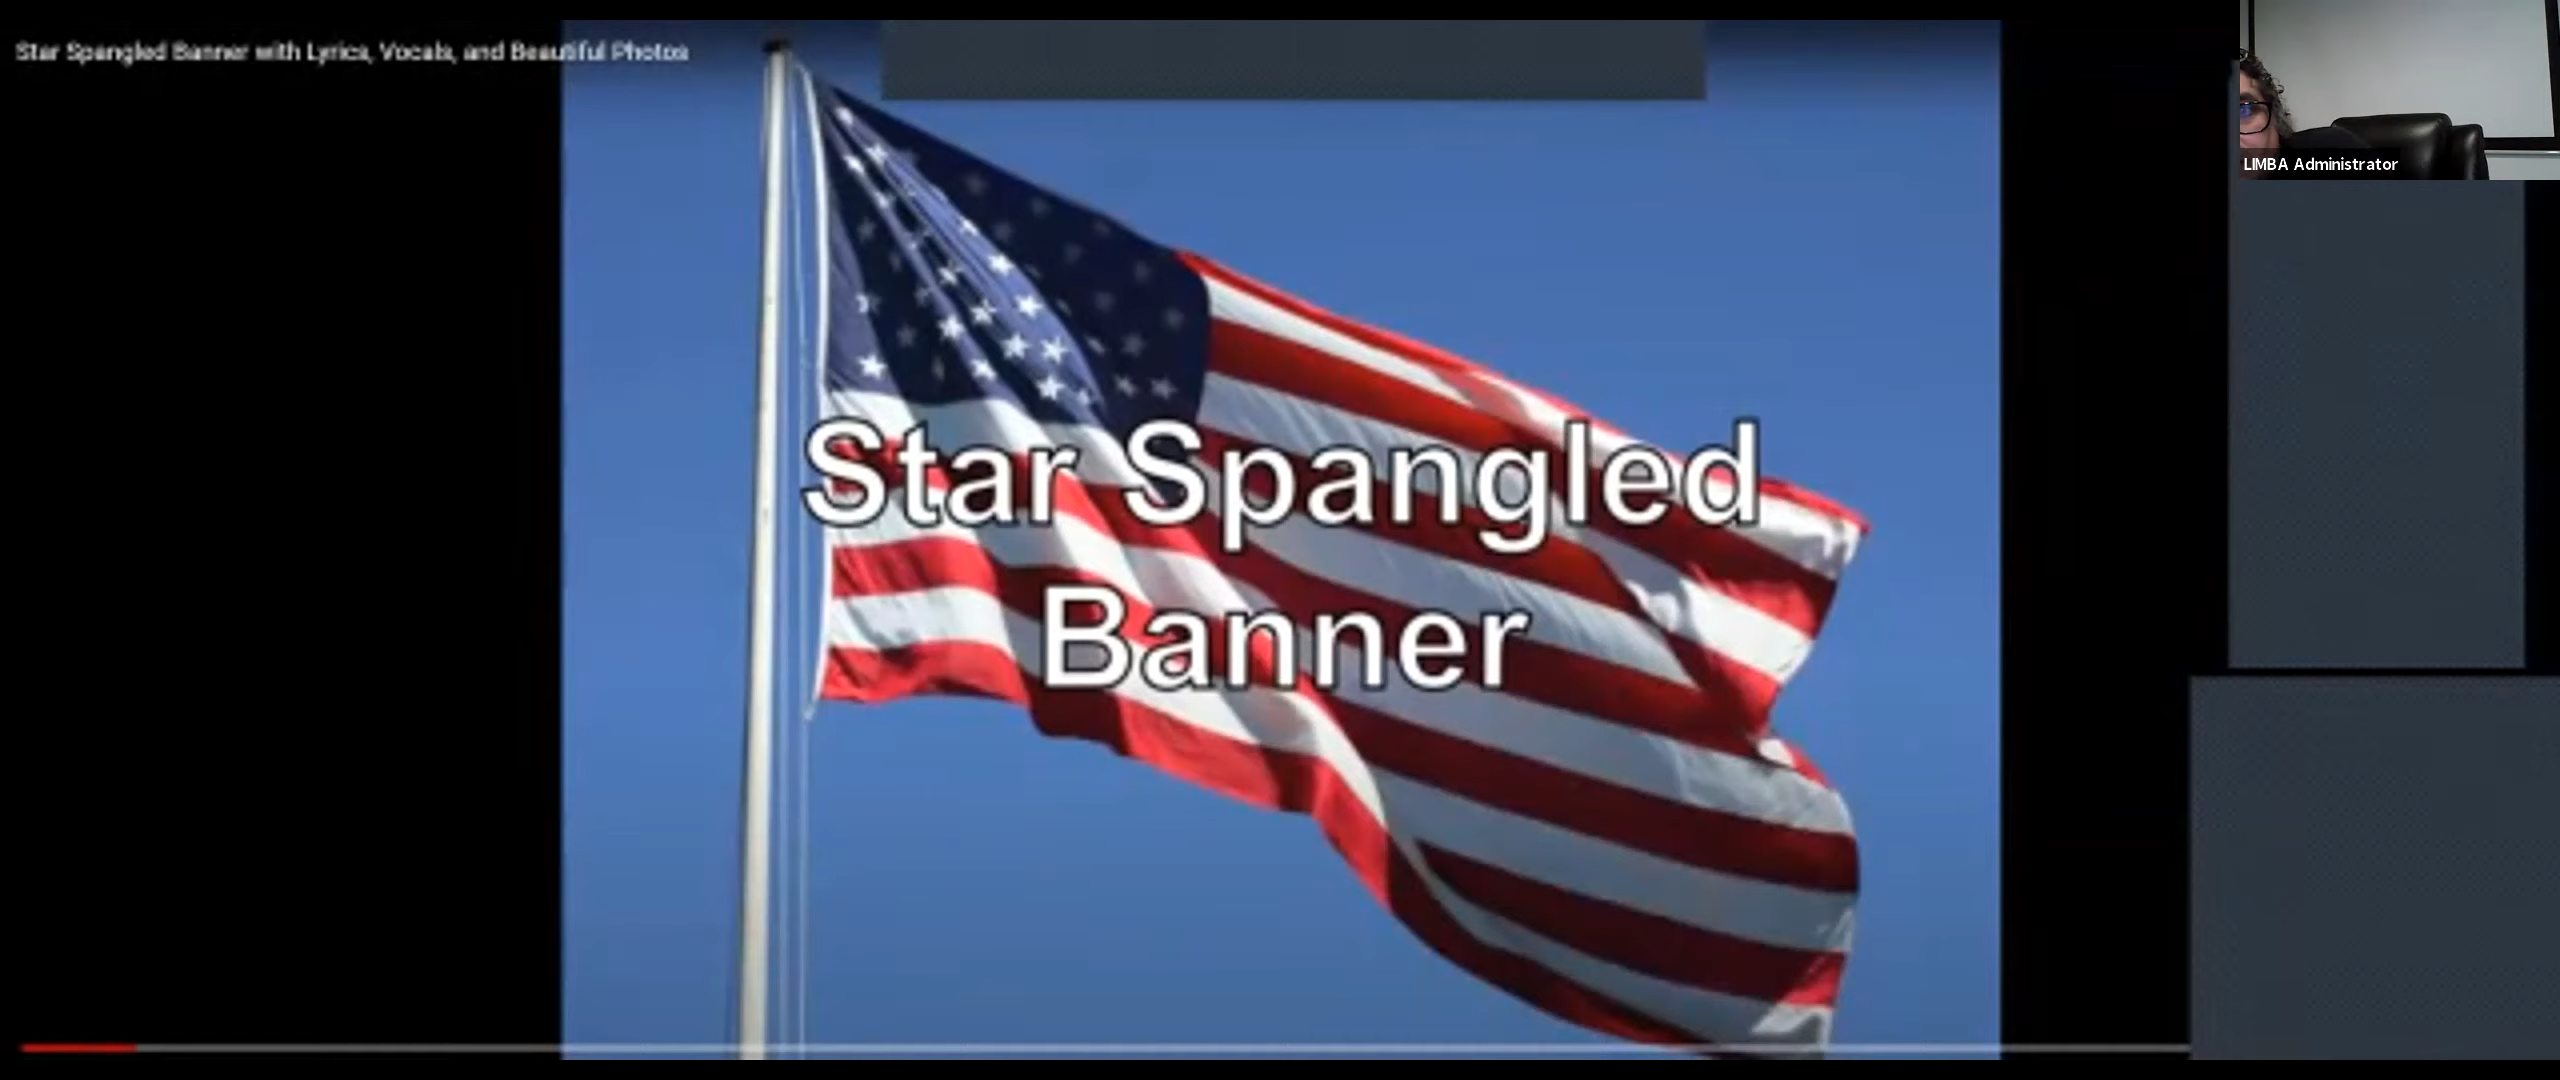 Star Spangled Banner with Lyrics, Vocals, and Beautiful Photos
LIMBA Administrator
Star Spangled
Banner